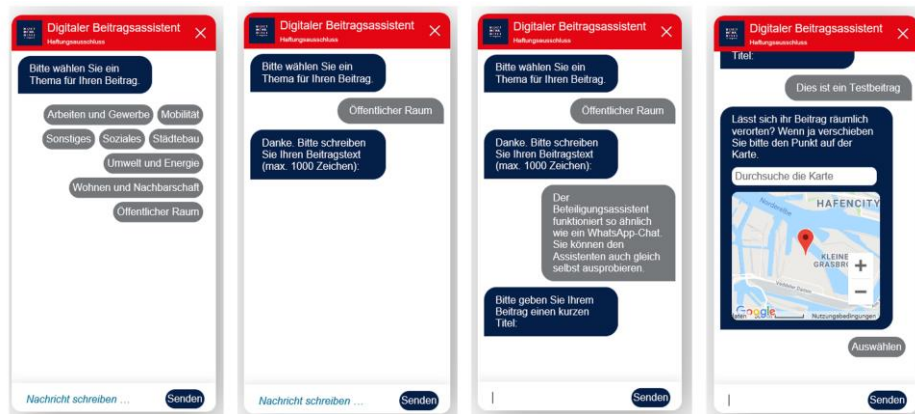 Digitaler Beitragsassistent
Haftungsausschluss
Bitte wählen Sie ein
Thema für Ihren Beitrag.
Arbeiten und Gewerbe
Mobilität
Sonstiges
Soziales
Städtebau
Umwelt und Energie
Wohnen und Nachbarschaft
Öffentlicher Raum
Nachricht schreiben ...
Senden
Digitaler Beitragsassistent
Haftungsausschluss
Bitte wählen Sie ein
Thema für Ihren Beitrag.
Öffentlicher Raum
Danke. Bitte schreiben
Sie Ihren Beitragstext
(max. 1000 Zeichen):
Nachricht schreiben ...
Senden
Digitaler Beitragsassistent
Haftungsausschluss
Bitte wählen Sie ein
Thema für Ihren Beitrag.
Öffentlicher Raum
Danke. Bitte schreiben
Sie Ihren Beitragstext
(max. 1000 Zeichen):
Der
Beteiligungsassistent
funktioniert so ähnlich
wie ein WhatsApp-Chat.
Sie können den
Assistenten auch gleich
selbst ausprobieren.
Bitte geben Sie Ihrem
Beitrag einen kurzen
Titel:
Senden
Digitaler Beitragsassistent
Haftungsausschluss
Titel:
Dies ist ein Testbeitrag
Lässt sich ihr Beitrag räumlich
verorten? Wenn ja verschieben
Sie bitte den Punkt auf der
Karte.
Durchsuche die Karte
Norderelbe
HAFENCITY
KLEINE
GRASBRO
Google
Nutzungsbedingungen
Auswählen
Senden